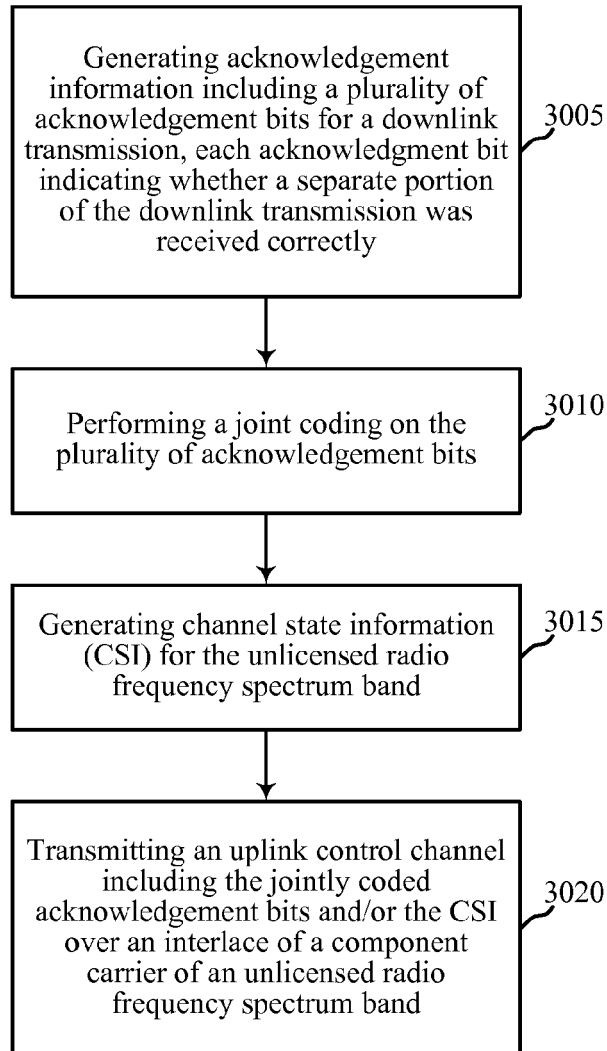 Generating acknowledgement
information including a plurality of
acknowledgement bits for a downlink
transmission, each acknowledgment bit
indicating whether a separate portion
of the downlink transmission was
received correctly
3005
Performing a joint coding on the
plurality of acknowledgement bits
3010
Generating channel state information
(CSI) for the unlicensed radio
frequency spectrum band
3015
Transmitting an uplink control channel
including the jointly coded
acknowledgement bits and/or the CSI
over an interlace of a component
carrier of an unlicensed radio
frequency spectrum band
3020